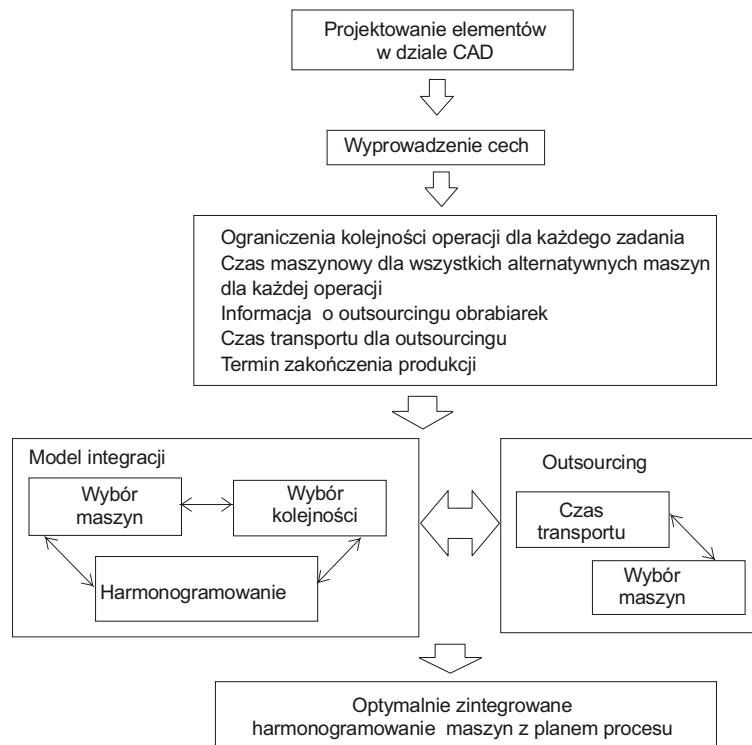 Projektowanie elementów
w dziale CAD
Wyprowadzenie cech
Ograniczenia kolejności operacji dla każdego zadania
Czas maszynowy dla wszystkich alternatywnych maszyn
dla każdej operacji
Informacja o outsourcingu obrabiarek
Czas transportu dla outsourcingu
Termin zakończenia produkcji
Model integracji
Wybór
maszyn
Wybór
kolejności
Harmonogramowanie
Outsourcing
Czas
transportu
Wybór
maszyn
Optymalnie zintegrowane
harmonogramowanie maszyn z planem procesu